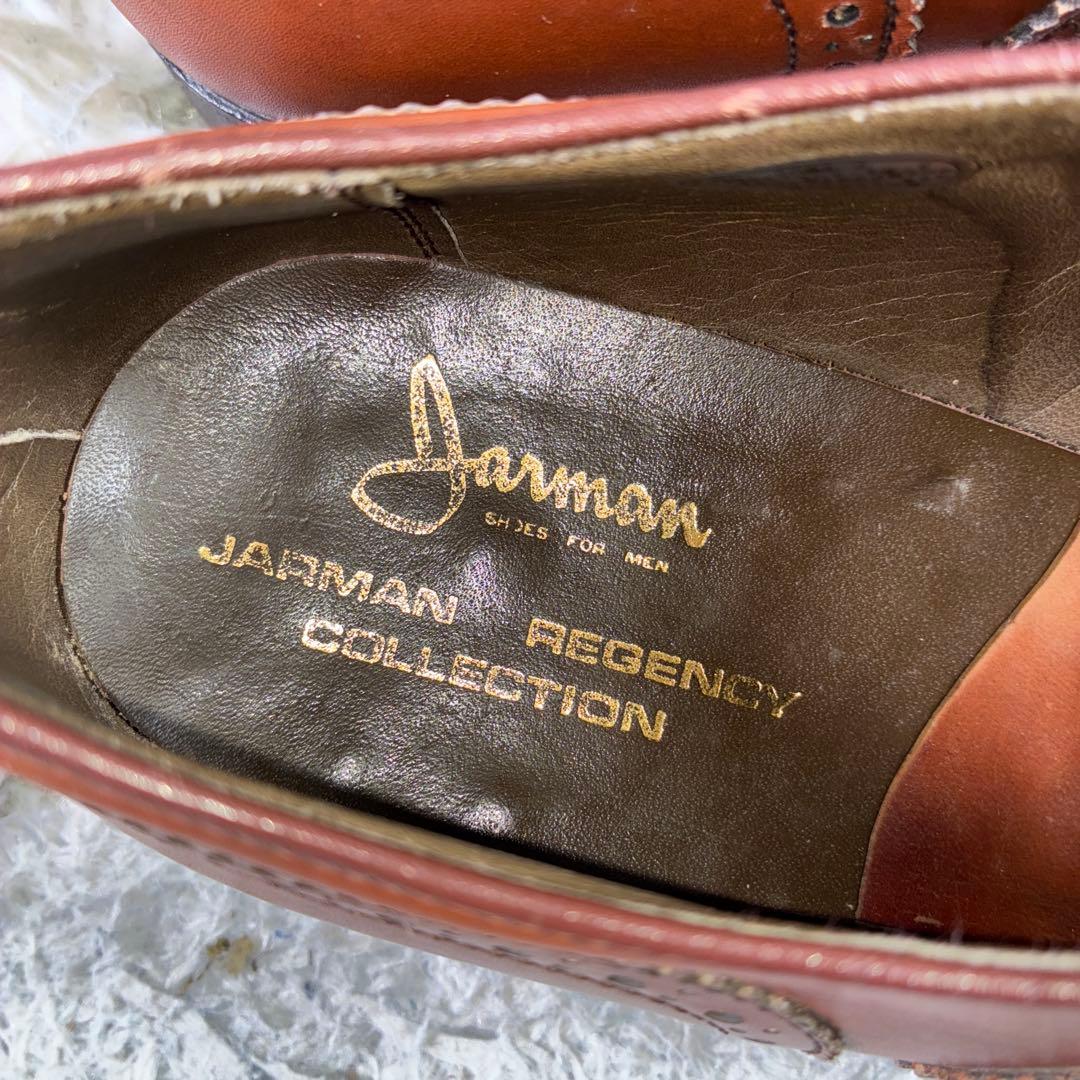 Jarman
SHOES FOR MEN
JARMAN REGENCY
COLLECTION